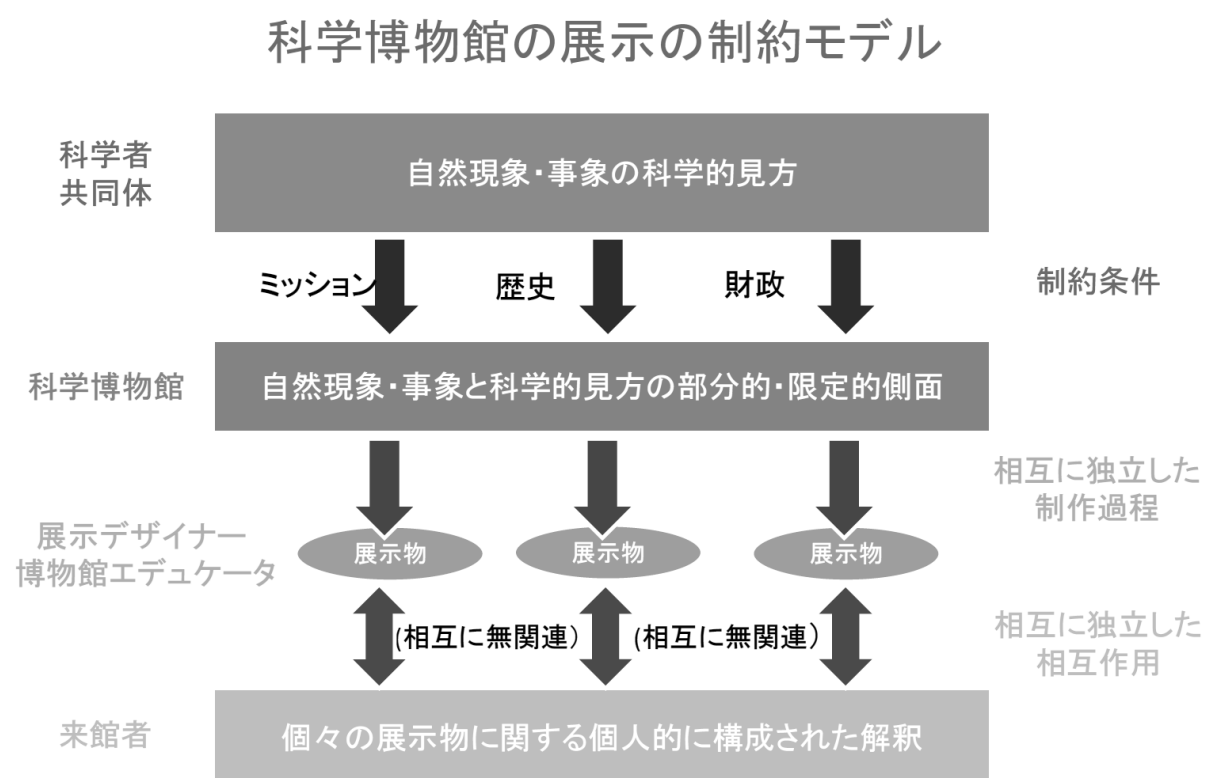 科学博物館の展示の制約モデル
科学者
共同体
自然現象・事象の科学的見方
ミッション
歴史
財政
制約条件
科学博物館
自然現象・事象と科学的見方の部分的・限定的側面
相互に独立した
制作過程
展示デザイナー
博物館エデュケータ
展示物
展示物
展示物
(相互に無関連)
(相互に無関連)
相互に独立した
相互作用
来館者
個々の展示物に関する個人的に構成された解釈